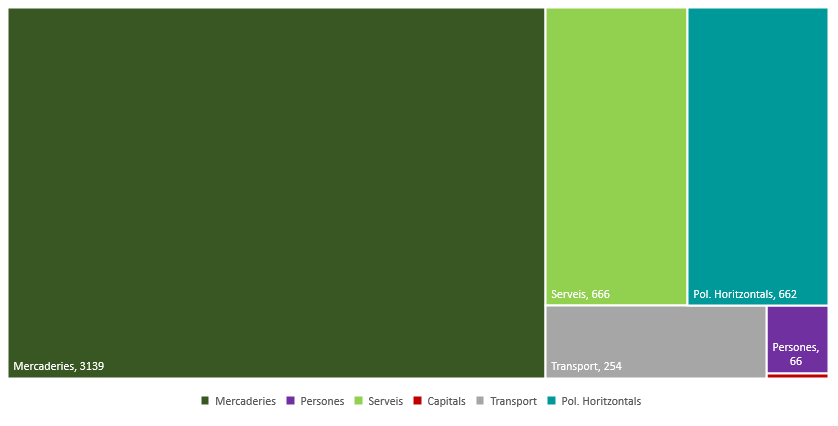 Serveis, 666
Pol. Horitzontals, 662
Persones,
66
Mercaderies, 3139
Transport, 254
Mercaderies
Persones
Serveis
Capitals
Transport
Pol. Horitzontals